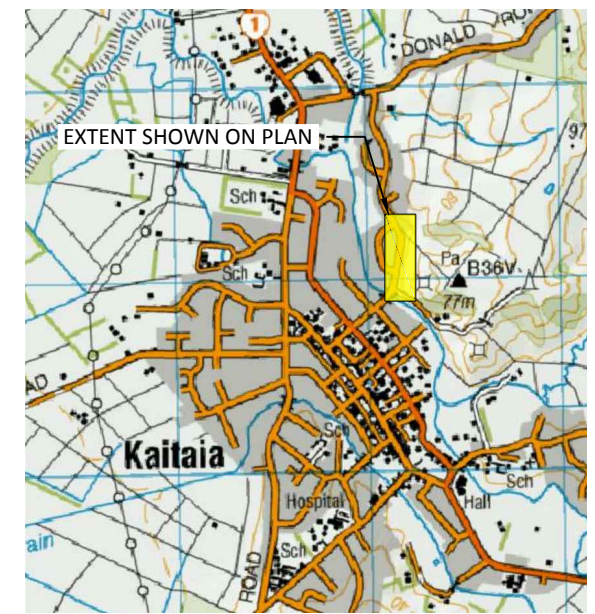 1
DONALD RO
EXTENT SHOWN ON PLAN
97
Sch
Sch
Pa
B36V
77m
AD
Kaitaia
Sch
Sch
Hospital
Hall
ain
Sch
ROAD